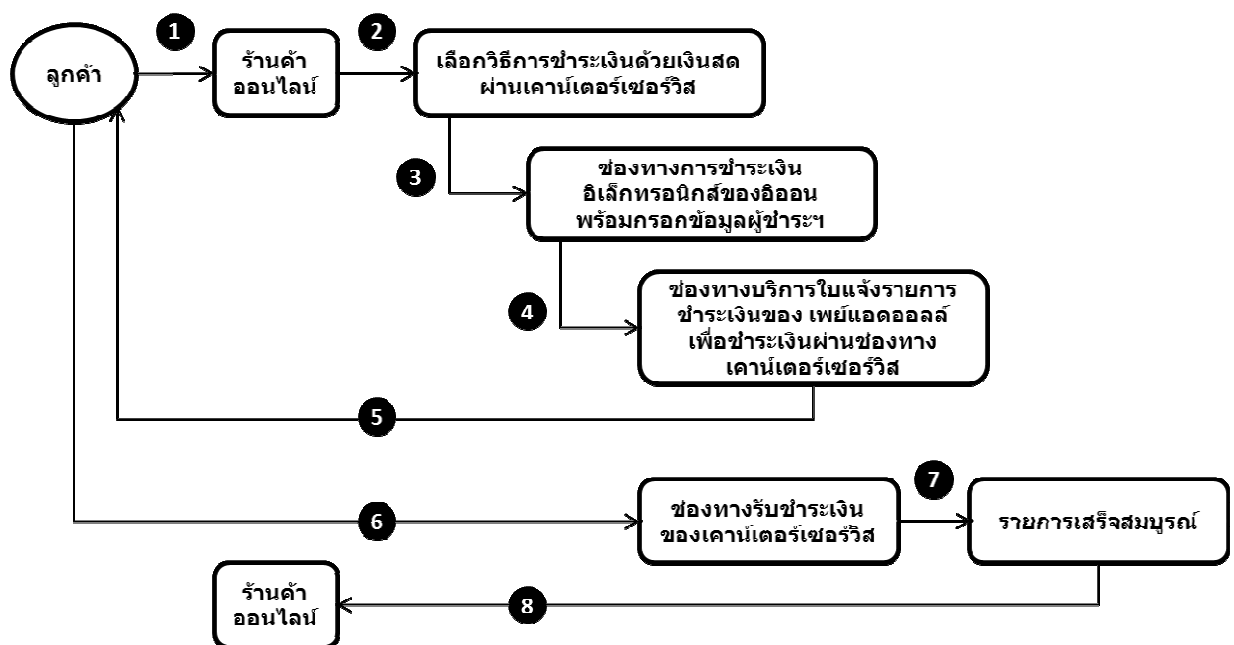 1
2
ลูกค้า
ร้านค้า
ออนไลน์
เลือกวิธีการชำระเงินด้วยเงินสด
ผ่านเคาน์เตอร์เซอร์วิส
3
ช่องทางการชำระเงิน
อิเล็กทรอนิกส์ของอิออน
พร้อมกรอกข้อมูลผู้ชำระฯ
4
ช่องทางบริการใบแจ้งรายการ
ชำระเงินของ เพย์แอดออลล์
เพื่อชำระเงินผ่านช่องทาง
เคาน์เตอร์เซอร์วิส
5
6
ช่องทางรับชำระเงิน
ของเคาน์เตอร์เซอร์วิส
7
รายการเสร็จสมบูรณ์
ร้านค้า
ออนไลน์
8